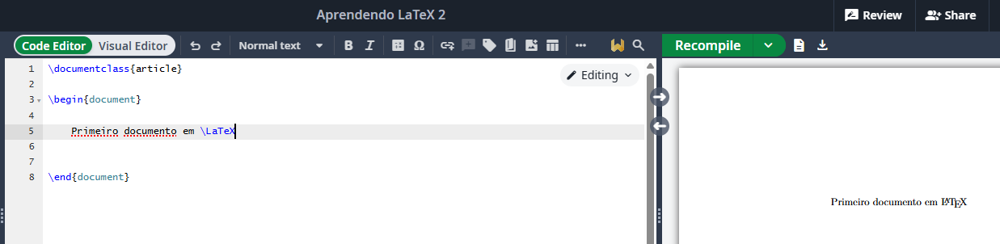 Aprendendo LaTeX 2
Review
Share
Code Editor Visual Editor Normal text B I Ω Recompile
Editing
1 \documentclass{article}
2
3 \begin{document}
4
5 Primeiro documento em \LaTeX
6
7
8 \end{document}
Primeiro documento em LATEX